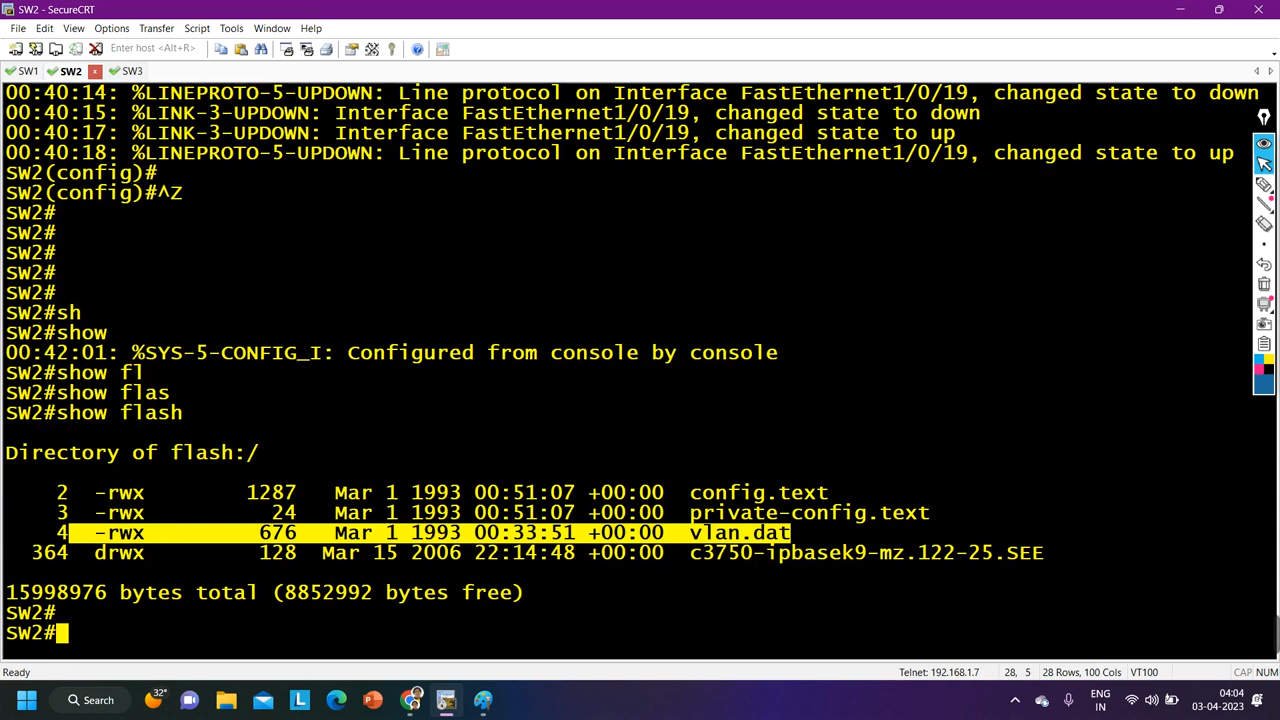 SW2 - SecureCRT
File Edit View Options Transfer Script Tools Window Help
Enter host <Alt+R>
SW1 SW2 x SW3
00:40:14: %LINEPROTO-5-UPDOWN: Line protocol on Interface FastEthernet1/0/19, changed state to down
00:40:15: %LINK-3-UPDOWN: Interface FastEthernet1/0/19, changed state to down
00:40:17: %LINK-3-UPDOWN: Interface FastEthernet1/0/19, changed state to up
00:40:18: %LINEPROTO-5-UPDOWN: Line protocol on Interface FastEthernet1/0/19, changed state to up
SW2(config)#
SW2(config)#^Z
SW2#
SW2#
SW2#
SW2#
SW2#
SW2#sh
SW2#show
00:42:01: %SYS-5-CONFIG_I: Configured from console by console
SW2#show fl
SW2#show flas
SW2#show flash
Directory of flash:/
2 -rwx 1287 Mar 1 1993 00:51:07 +00:00 config.text
3 -rwx 24 Mar 1 1993 00:51:07 +00:00 private-config.text
4 -rwx 676 Mar 1 1993 00:33:51 +00:00 vlan.dat
364 drwx 128 Mar 15 2006 22:14:48 +00:00 c3750-ipbasek9-mz.122-25.SEE
15998976 bytes total (8852992 bytes free)
SW2#
SW2#
Ready Telnet: 192.168.1.7 28, 5 28 Rows, 100 Cols VT100 CAP NUM
Search 32° L P ENG 04:04
IN 03-04-2023